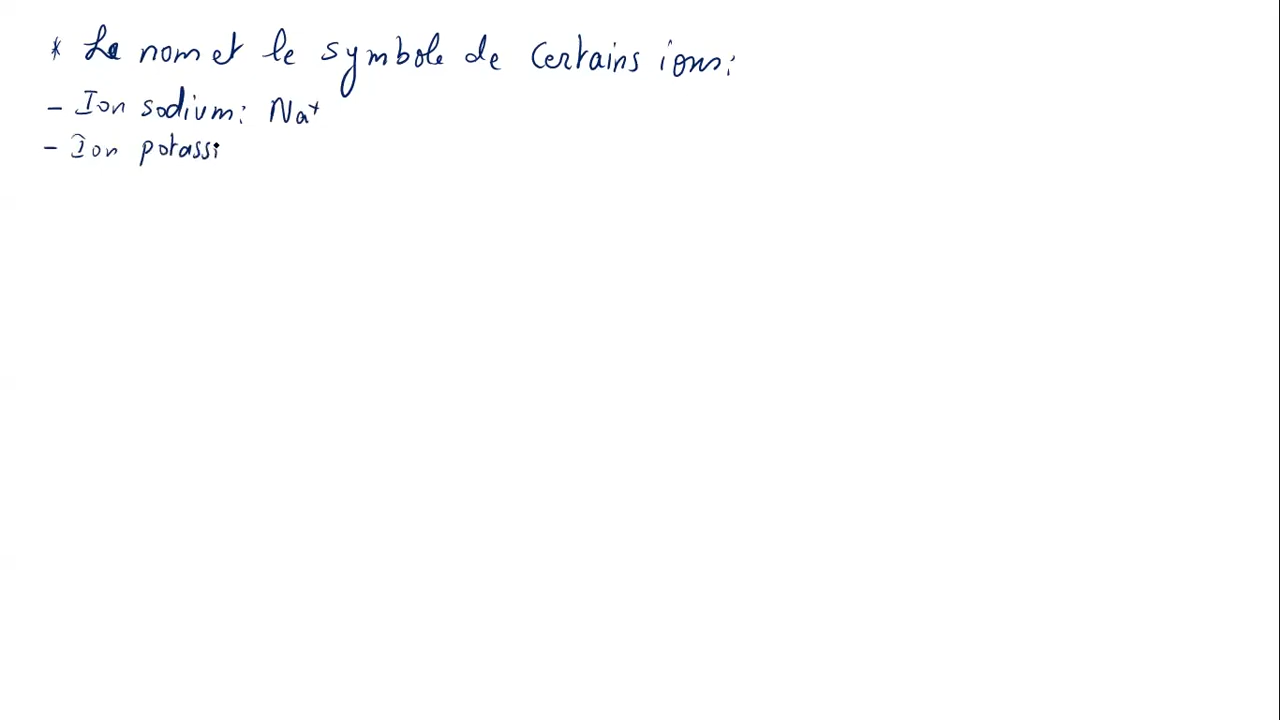 * Le nom et le symbole de certains ions:
- Ion sodium: Na⁺
- Ion potassi